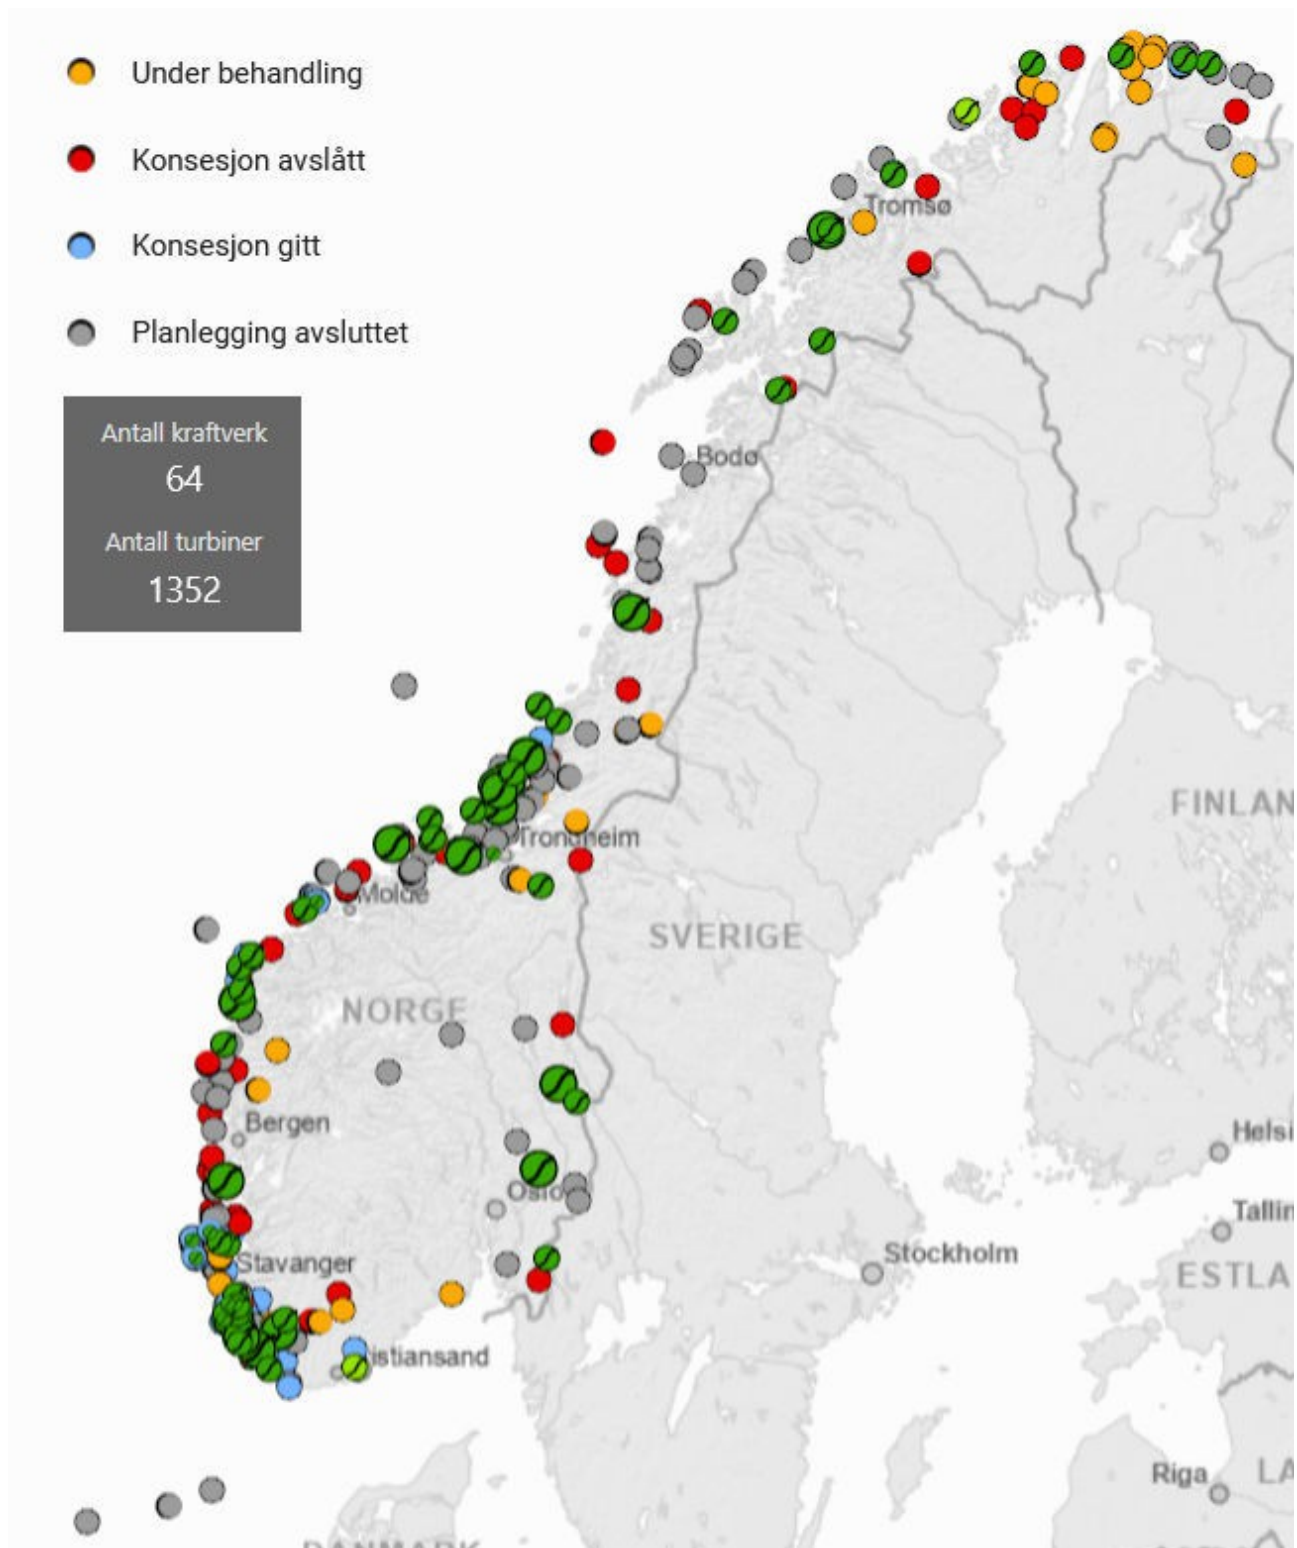 Under behandling
Konsesjon avslått
Konsesjon gitt
Planlegging avsluttet
Antall kraftverk
64
Antall turbiner
1352
Tromsø
Bodø
FINLAN
Trondheim
Molde
SVERIGE
NORGE
Bergen
Helsi
Oslo
Tallin
Stavanger
Stockholm
ESTLA
istiansand
Riga
LA
DANMARK